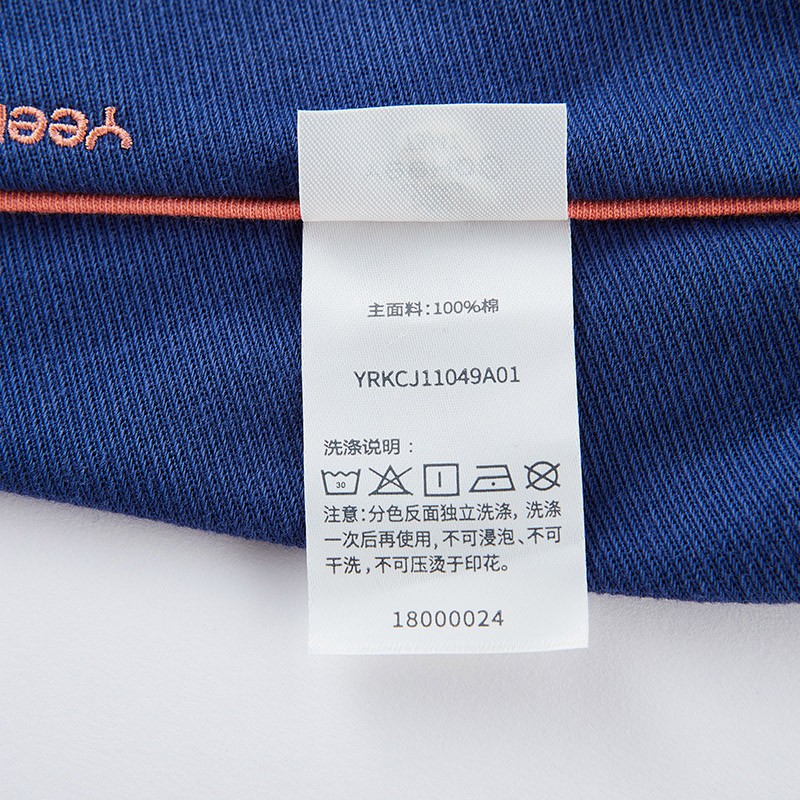 主面料:100%棉
YRKCJ11049A01
洗涤说明:
30
注意:分色反面独立洗涤, 洗涤
一次后再使用, 不可浸泡、不可
干洗, 不可压烫于印花。
18000024